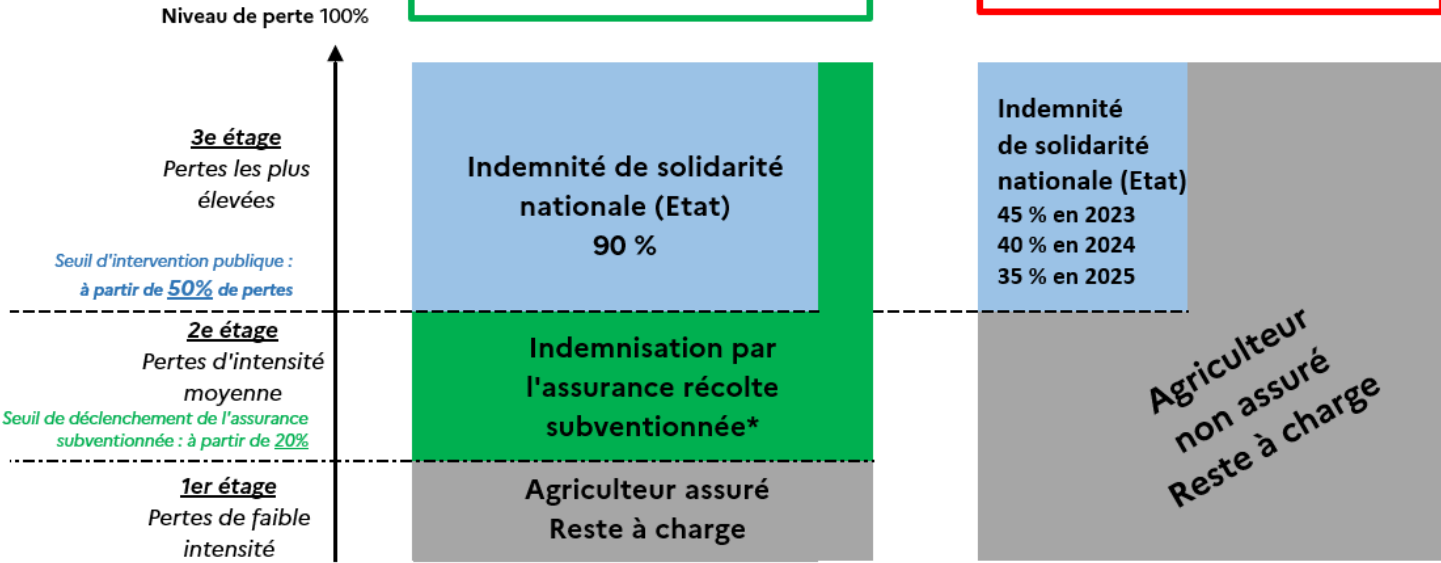 Niveau de perte 100%
3e étage
Pertes les plus
élevées
Seuil d'intervention publique :
à partir de 50% de pertes
2e étage
Pertes d'intensité
moyenne
Seuil de déclenchement de l'assurance
subventionnée : à partir de 20%
1er étage
Pertes de faible
intensité
Indemnité de solidarité
nationale (Etat)
90 %
Indemnisation par
l'assurance récolte
subventionnée*
Agriculteur assuré
Reste à charge
Indemnité
de solidarité
nationale (Etat)
45 % en 2023
40 % en 2024
35 % en 2025
Agriculteur
non assuré
Reste à charge